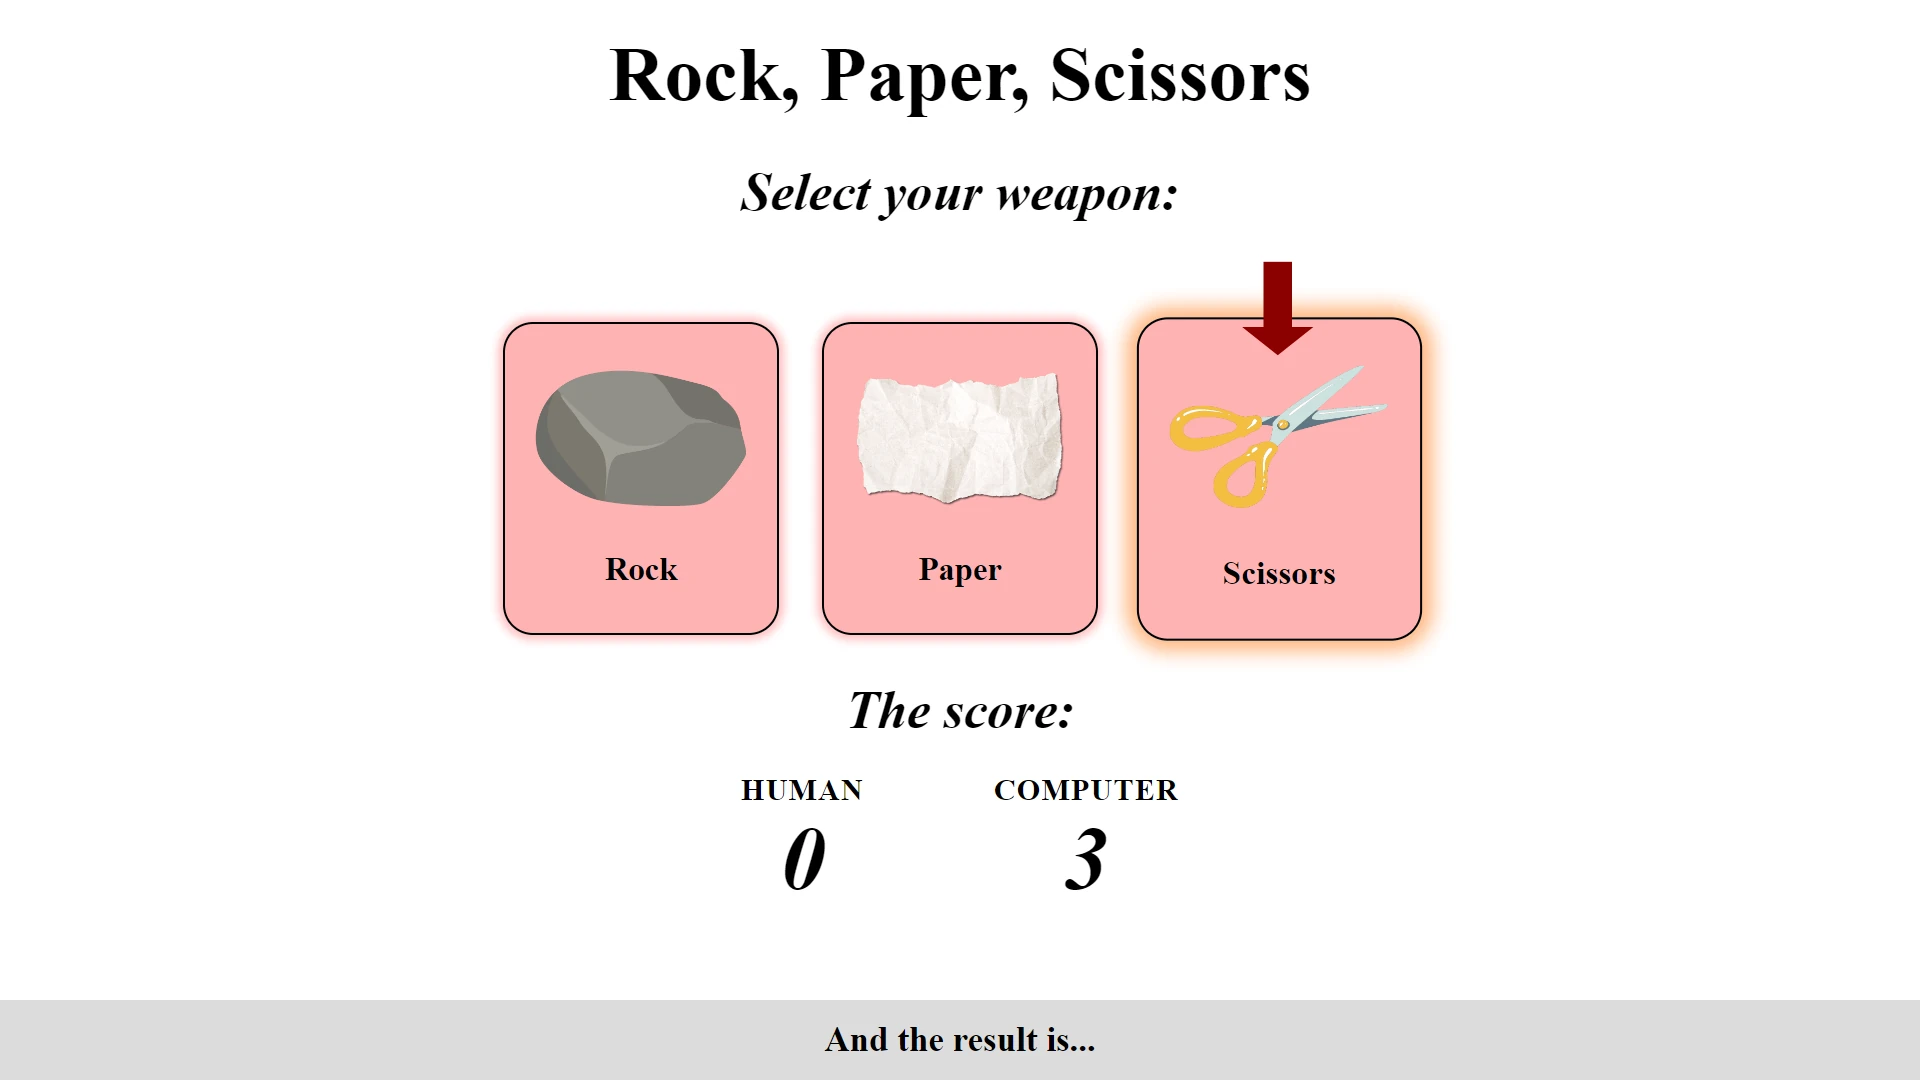 Rock, Paper, Scissors
Select your weapon:
Rock
Paper
Scissors
The score:
HUMAN
COMPUTER
0
3
And the result is...